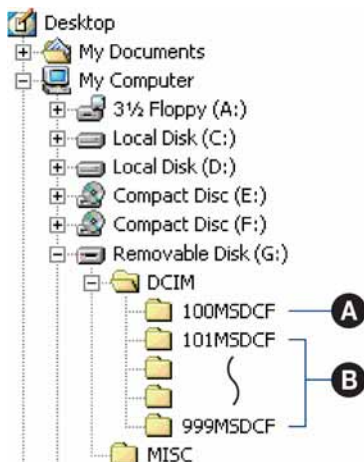 Desktop
My Documents
My Computer
3½ Floppy (A:)
Local Disk (C:)
Local Disk (D:)
Compact Disc (E:)
Compact Disc (F:)
Removable Disk (G:)
DCIM
100MSDCF A
101MSDCF
B
999MSDCF
MISC